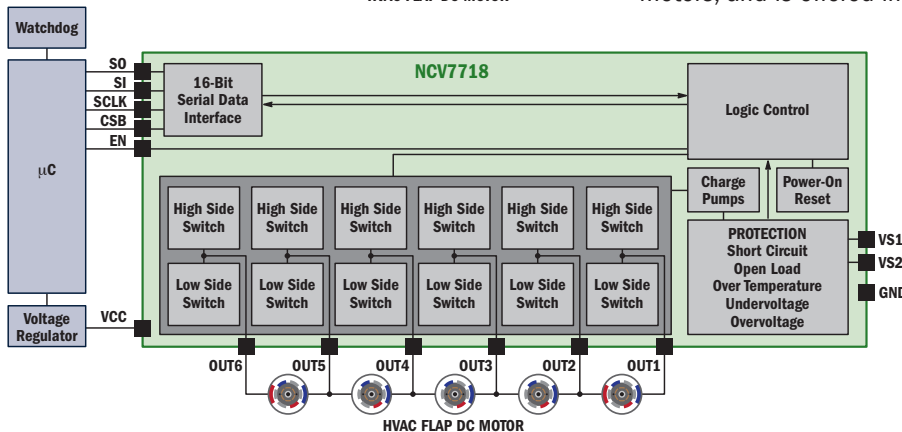 Watchdog
μC
Voltage
Regulator
SO
SI
SCLK
CSB
EN
VCC
NCV7718
16-Bit
Serial Data
Interface
Logic Control
Charge
Pumps
Power-On
Reset
High Side
Switch
High Side
Switch
High Side
Switch
High Side
Switch
High Side
Switch
High Side
Switch
Low Side
Switch
Low Side
Switch
Low Side
Switch
Low Side
Switch
Low Side
Switch
Low Side
Switch
PROTECTION
Short Circuit
Open Load
Over Temperature
Undervoltage
Overvoltage
VS1
VS2
GND
OUT6
OUT5
OUT4
OUT3
OUT2
OUT1
HVAC FLAP DC MOTOR